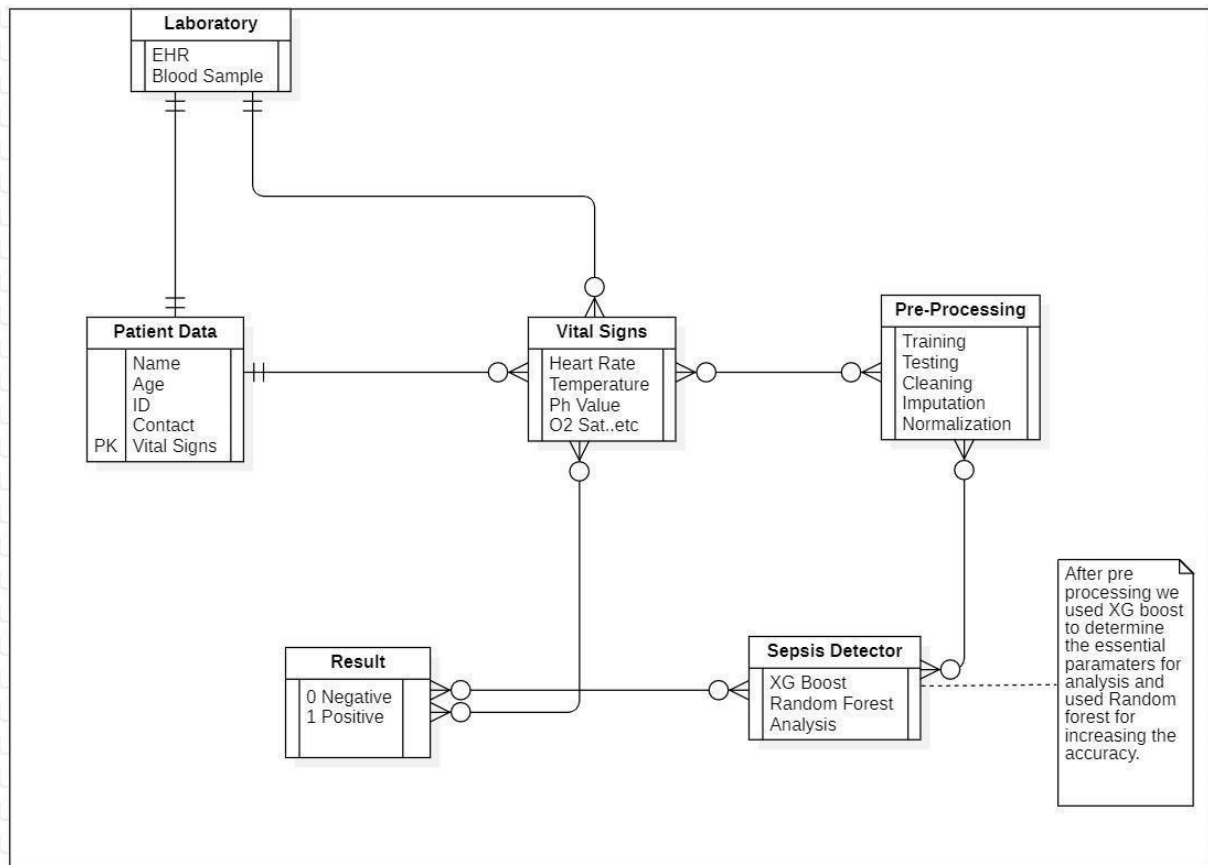 Laboratory
EHR
Blood Sample
Patient Data
Name
Age
ID
Contact
PK Vital Signs
Vital Signs
Heart Rate
Temperature
Ph Value
O2 Sat..etc
Pre-Processing
Training
Testing
Cleaning
Imputation
Normalization
Result
0 Negative
1 Positive
Sepsis Detector
XG Boost
Random Forest
Analysis
After pre
processing we
used XG boost
to determine
the essential
paramaters for
analysis and
used Random
forest for
increasing the
accuracy.